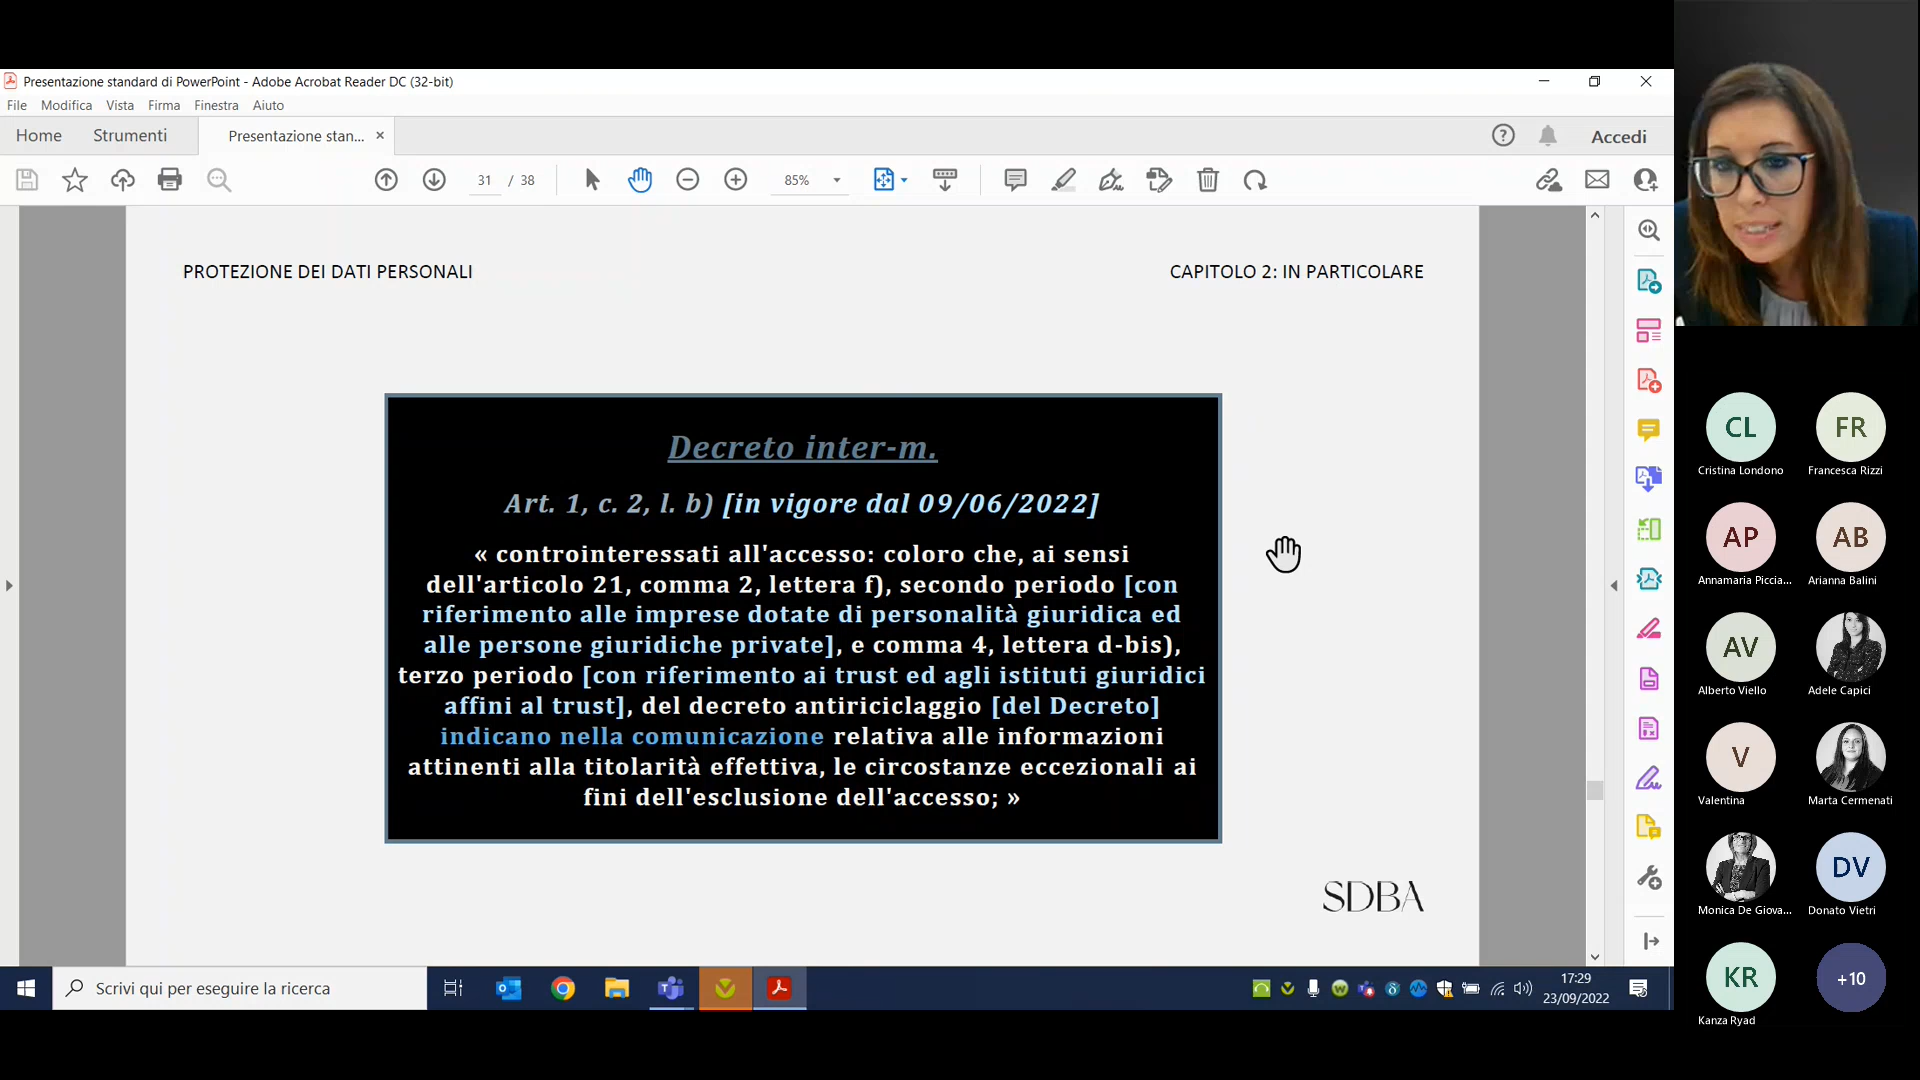 Presentazione standard di PowerPoint - Adobe Acrobat Reader DC (32-bit)
File Modifica Vista Firma Finestra Aiuto
Home Strumenti Presentazione stan... × Accedi
31 / 38 85%
PROTEZIONE DEI DATI PERSONALI CAPITOLO 2: IN PARTICOLARE
Decreto inter-m.
Art. 1, c. 2, l. b) [in vigore dal 09/06/2022]
« controinteressati all'accesso: coloro che, ai sensi
dell'articolo 21, comma 2, lettera f), secondo periodo [con
riferimento alle imprese dotate di personalità giuridica ed
alle persone giuridiche private], e comma 4, lettera d-bis),
terzo periodo [con riferimento ai trust ed agli istituti giuridici
affini al trust], del decreto antiriciclaggio [del Decreto]
indicano nella comunicazione relativa alle informazioni
attinenti alla titolarità effettiva, le circostanze eccezionali ai
fini dell'esclusione dell'accesso; »
SDBA
Scrivi qui per eseguire la ricerca
17:29
23/09/2022
CL FR
Cristina Londono Francesca Rizzi
AP AB
Annamaria Piccia... Arianna Balini
AV
Alberto Viello Adele Capici
V
Valentina Marta Cermenati
DV
Monica De Giova... Donato Vietri
KR +10
Kanza Ryad